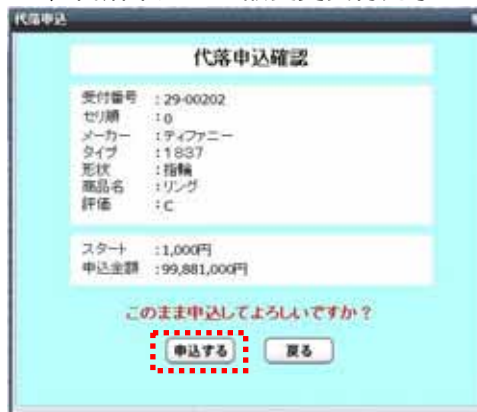 代落申込
代落申込確認
受付番号 : 29-00202
セリ順 : 0
メーカー : ティファニー
タイプ : 1837
形状 : 指輪
商品名 : リング
評価 : C
スタート : 1,000円
申込金額 : 99,881,000円
このまま申込してよろしいですか?
申込する 戻る